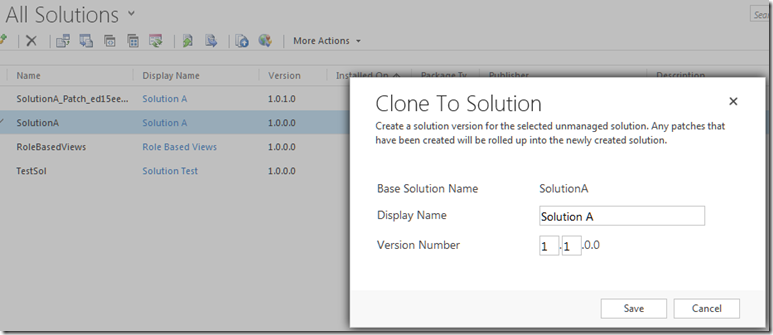 All Solutions
Sea
More Actions
Name Display Name Version Installed On Package Ty Publisher Description
SolutionA_Patch_ed15ee... Solution A 1.0.1.0
SolutionA Solution A 1.0.0.0
RoleBasedViews Role Based Views 1.0.0.0
TestSol Solution Test 1.0.0.0
Clone To Solution
Create a solution version for the selected unmanaged solution. Any patches that
have been created will be rolled up into the newly created solution.
Base Solution Name SolutionA
Display Name Solution A
Version Number 1.1.0.0
Save Cancel